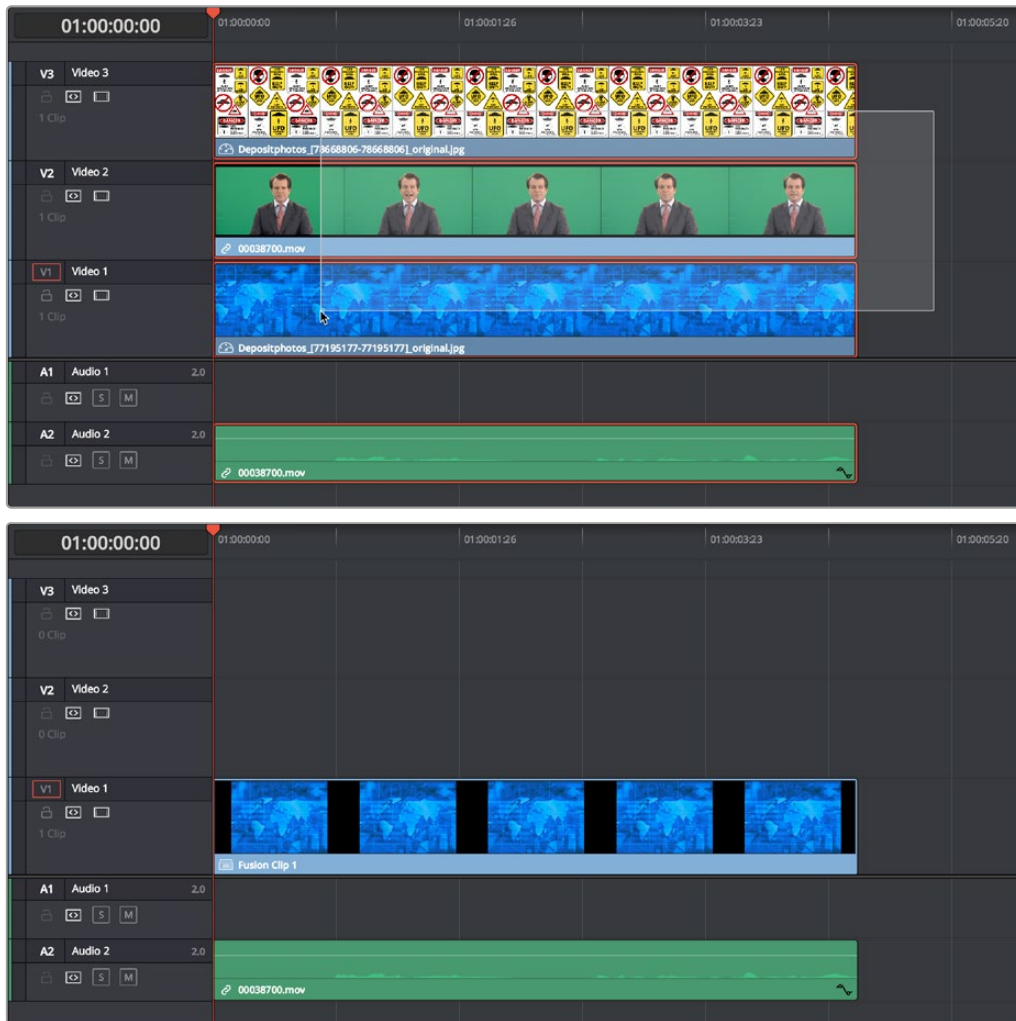 01:00:00:00
01:00:00:00 01:00:01:26 01:00:03:23 01:00:05:20
V3 Video 3
1 Clip
Depositphotos_[78668806-78668806]_original.jpg
V2 Video 2
1 Clip
00038700.mov
V1 Video 1
1 Clip
Depositphotos_[77195177-77195177]_original.jpg
A1 Audio 1 2.0
S M
A2 Audio 2 2.0
S M
00038700.mov
01:00:00:00
01:00:00:00 01:00:01:26 01:00:03:23 01:00:05:20
V3 Video 3
0 Clip
V2 Video 2
0 Clip
V1 Video 1
1 Clip
Fusion Clip 1
A1 Audio 1 2.0
S M
A2 Audio 2 2.0
S M
00038700.mov